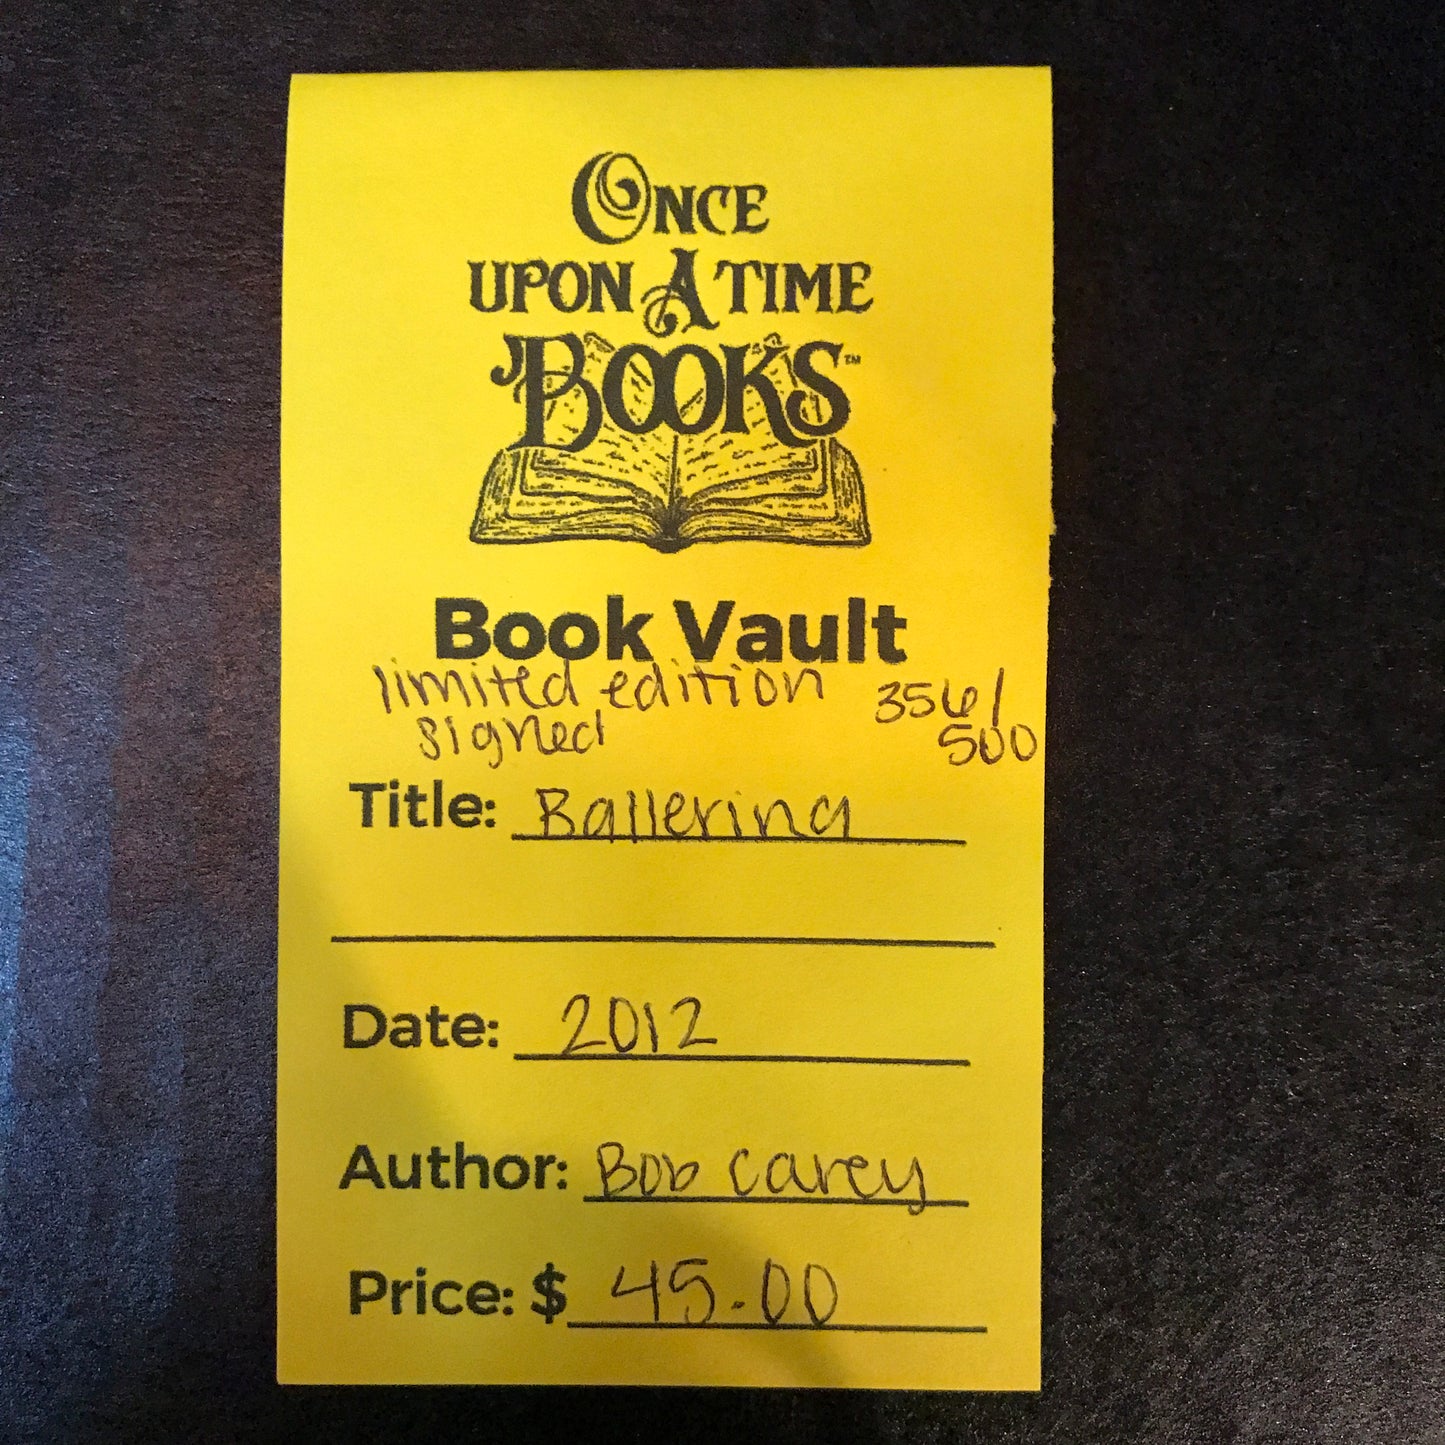 ONCE
UPON A TIME
BOOKS™
Book Vault
limited edition 356/
signed 500
Title: Ballerina
Date: 2012
Author: Bob Carey
Price: $ 45.00